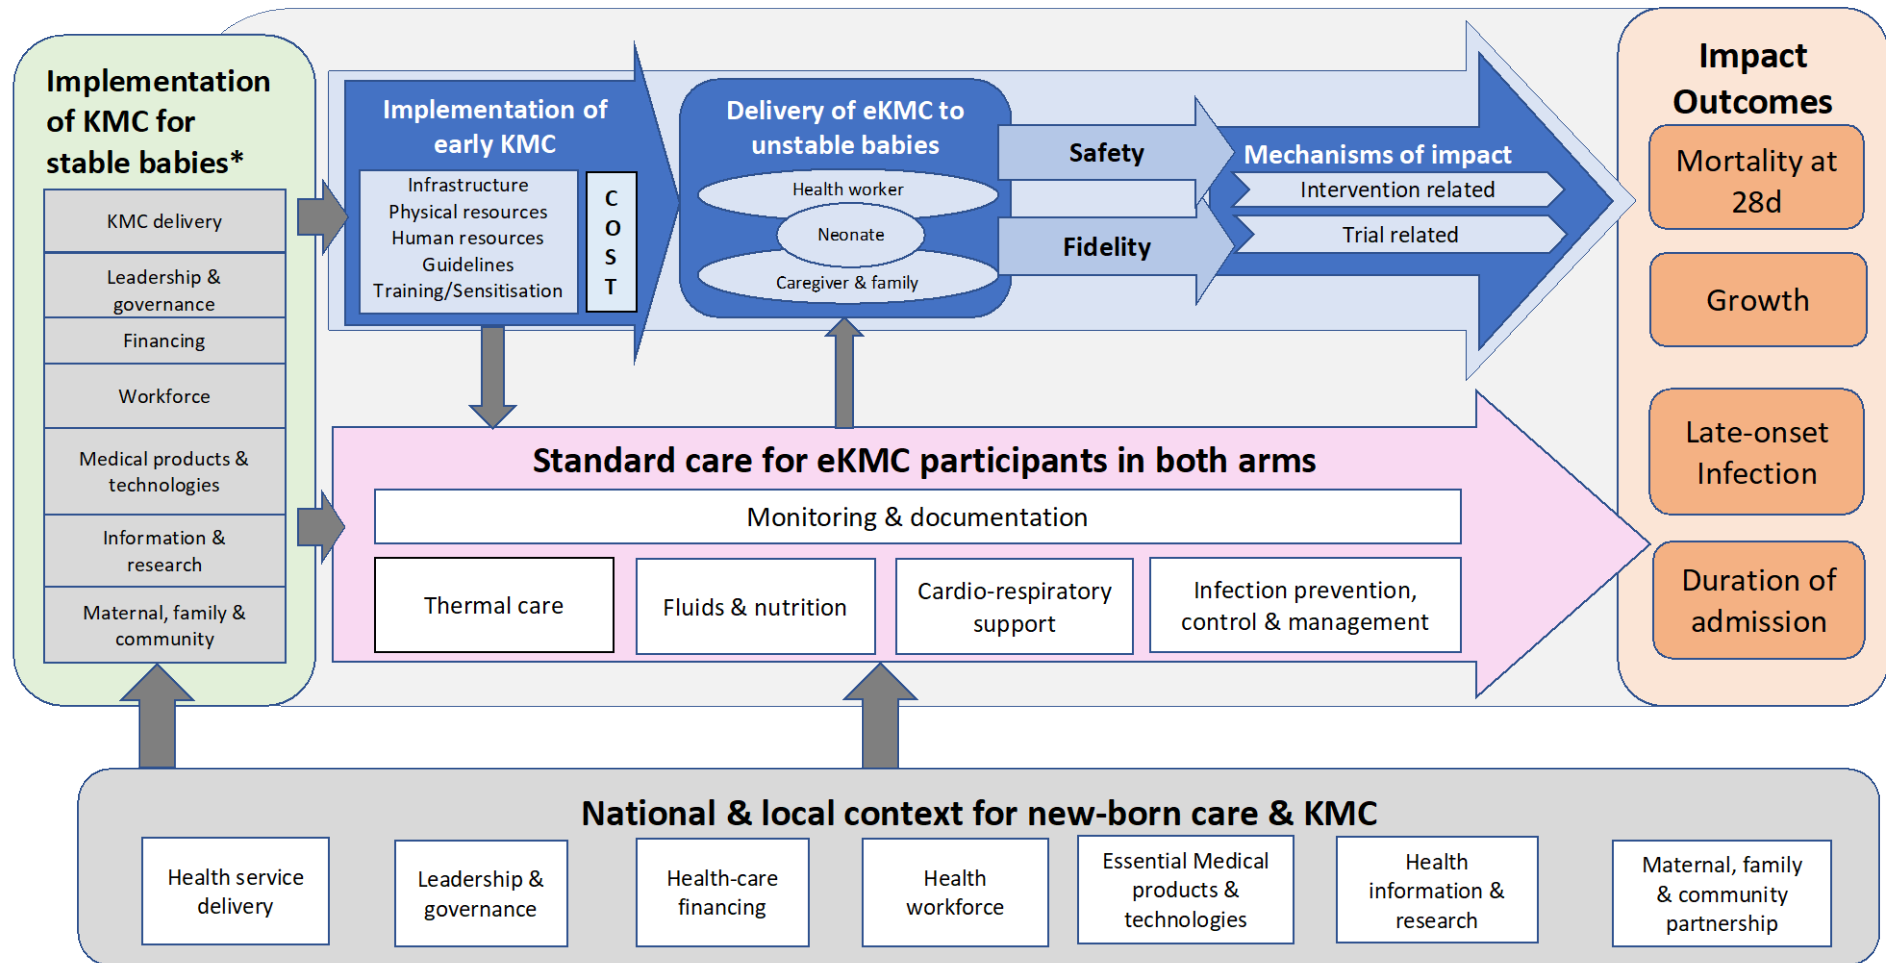 Implementation
of KMC for
stable babies*
KMC delivery
Leadership &
governance
Financing
Workforce
Medical products &
technologies
Information &
research
Maternal, family &
community
Implementation of
early KMC
Infrastructure
Physical resources
Human resources
Guidelines
Training/Sensitisation
C
O
S
T
Delivery of eKMC to
unstable babies
Health worker
Neonate
Caregiver & family
Safety
Fidelity
Mechanisms of impact
Intervention related
Trial related
Standard care for eKMC participants in both arms
Monitoring & documentation
Thermal care
Fluids & nutrition
Cardio-respiratory
support
Infection prevention,
control & management
Impact
Outcomes
Mortality at
28d
Growth
Late-onset
Infection
Duration of
admission
National & local context for new-born care & KMC
Health service
delivery
Leadership &
governance
Health-care
financing
Health
workforce
Essential Medical
products &
technologies
Health
information &
research
Maternal, family
& community
partnership